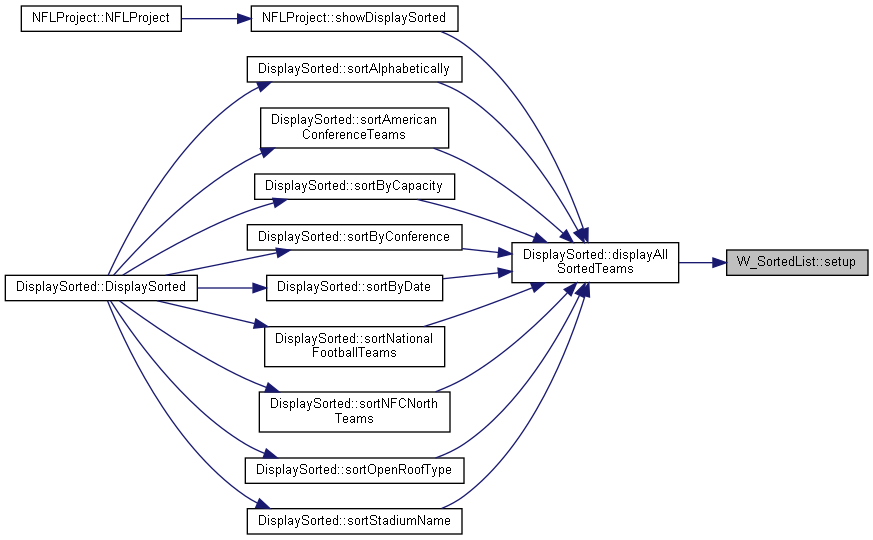 NFLProject::NFLProject
NFLProject::showDisplaySorted
DisplaySorted::sortAlphabetically
DisplaySorted::sortAmerican
ConferenceTeams
DisplaySorted::sortByCapacity
DisplaySorted::sortByConference
DisplaySorted::displayAll
SortedTeams
W_SortedList::setup
DisplaySorted::DisplaySorted
DisplaySorted::sortByDate
DisplaySorted::sortNational
FootballTeams
DisplaySorted::sortNFCNorth
Teams
DisplaySorted::sortOpenRoofType
DisplaySorted::sortStadiumName